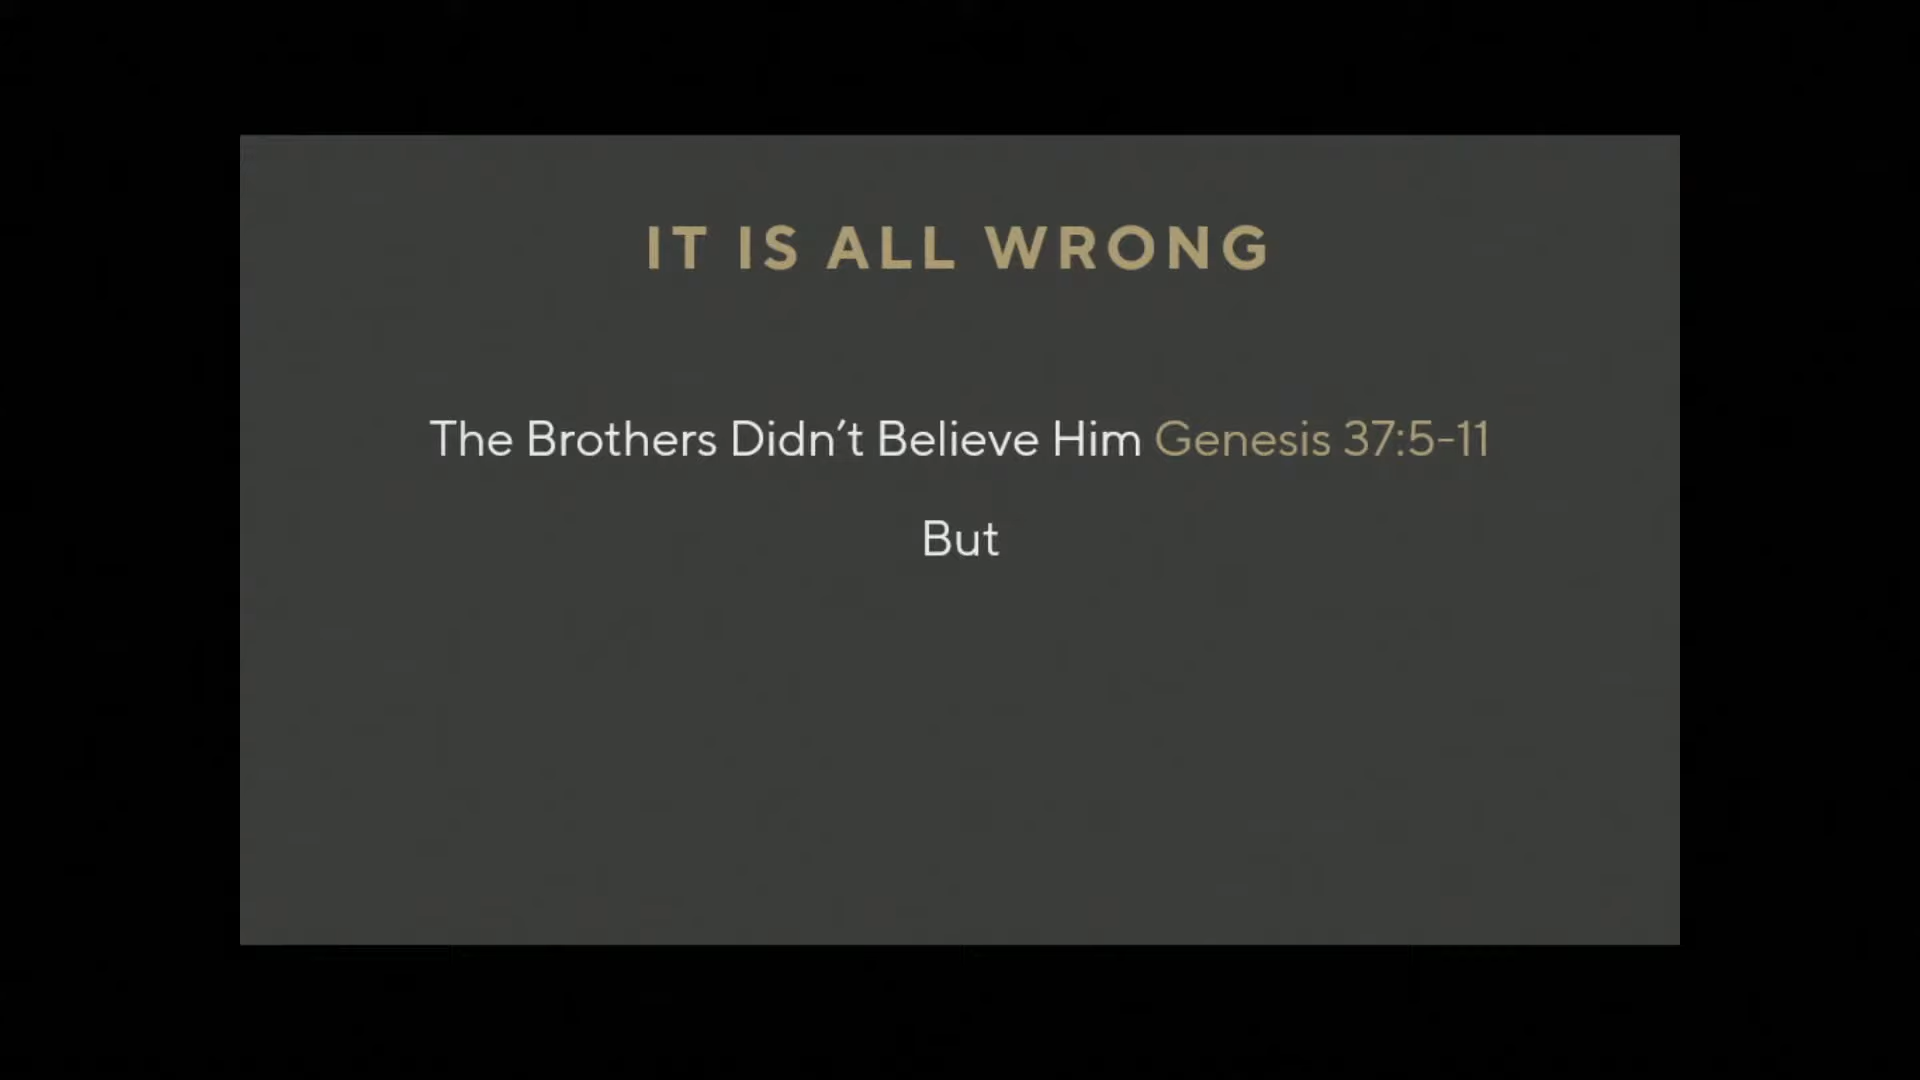 IT IS ALL WRONG
The Brothers Didn’t Believe Him Genesis 37:5-11
But